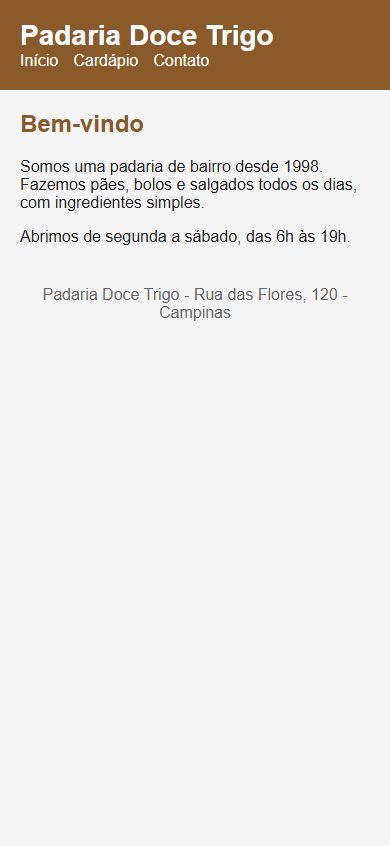 Padaria Doce Trigo
Início Cardápio Contato
Bem-vindo
Somos uma padaria de bairro desde 1998.
Fazemos pães, bolos e salgados todos os dias,
com ingredientes simples.
Abrimos de segunda a sábado, das 6h às 19h.
Padaria Doce Trigo - Rua das Flores, 120 -
Campinas